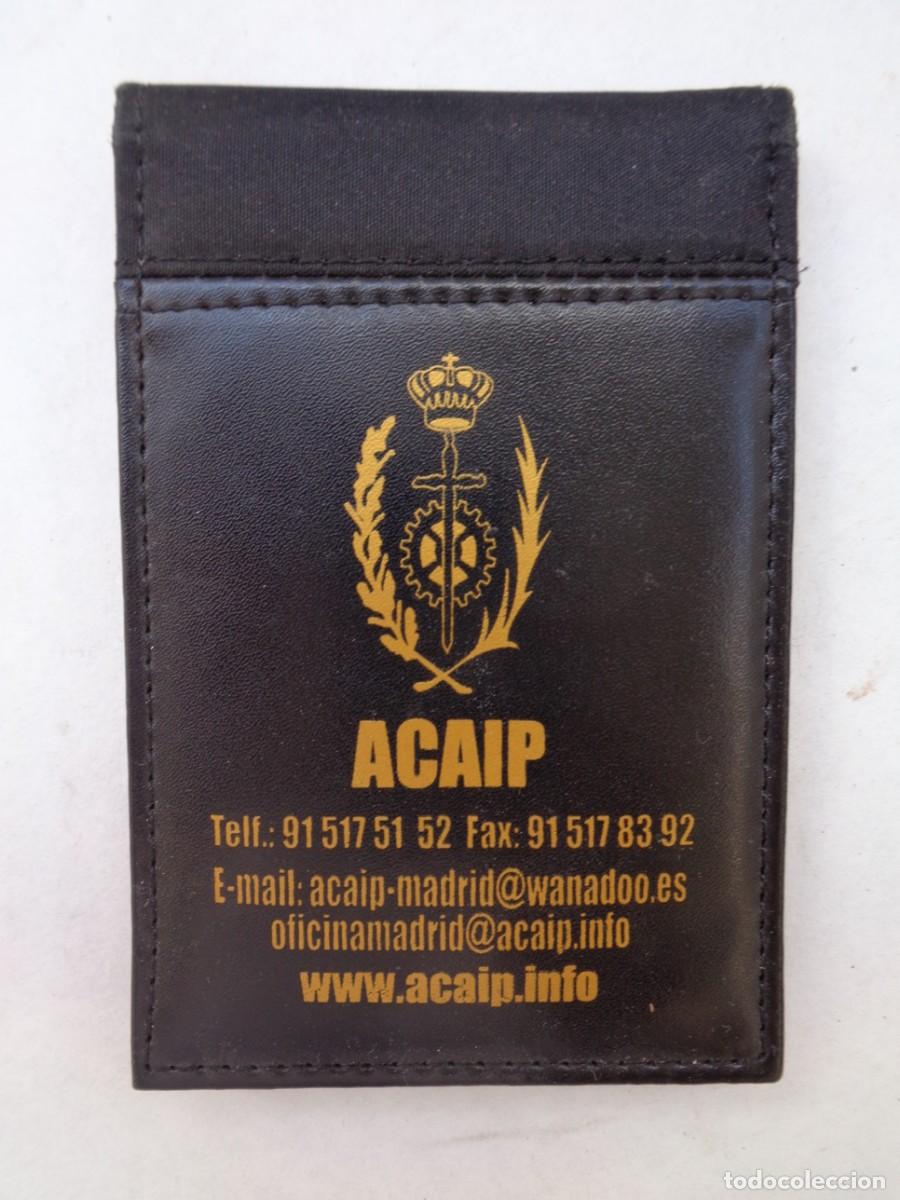 ACAIP
Telf.: 91 517 51 52 Fax: 91 517 83 92
E-mail: acaip-madrid@wanadoo.es
oficinamadrid@acaip.info
www.acaip.info
todocoleccion